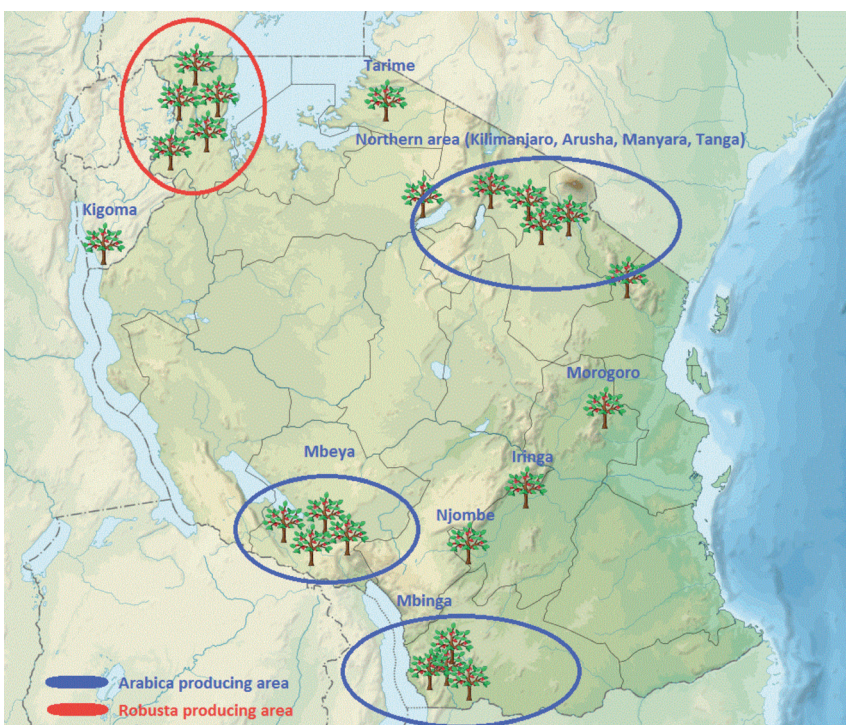 Tarime
Northern area (Kilimanjaro, Arusha, Manyara, Tanga)
Kigoma
Morogoro
Mbeya
Iringa
Njombe
Mbinga
Arabica producing area
Robusta producing area